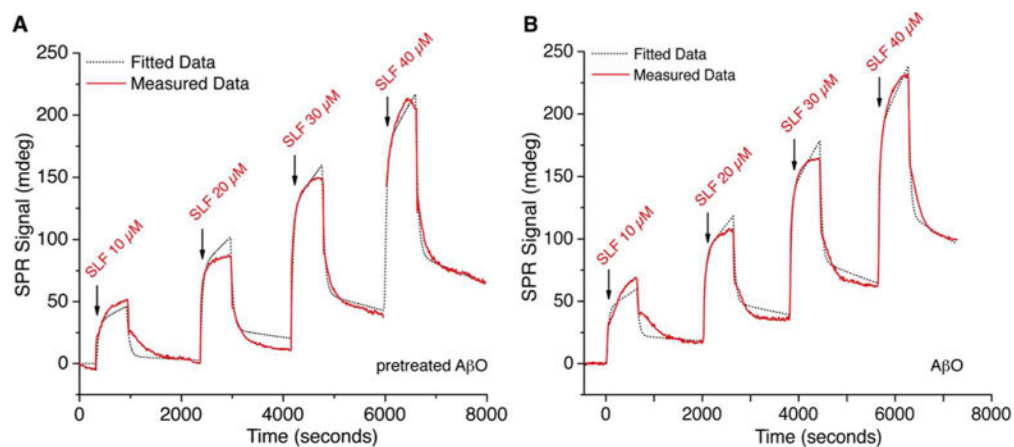 A
250
200
150
100
50
0
SPR Signal (mdeg)
Fitted Data
Measured Data
SLF 10 µM
SLF 20 µM
SLF 30 µM
SLF 40 µM
pretreated AβO
0 2000 4000 6000 8000
Time (seconds)
B
250
200
150
100
50
0
SPR Signal (mdeg)
Fitted Data
Measured Data
SLF 10 µM
SLF 20 µM
SLF 30 µM
SLF 40 µM
AβO
0 2000 4000 6000 8000
Time (seconds)